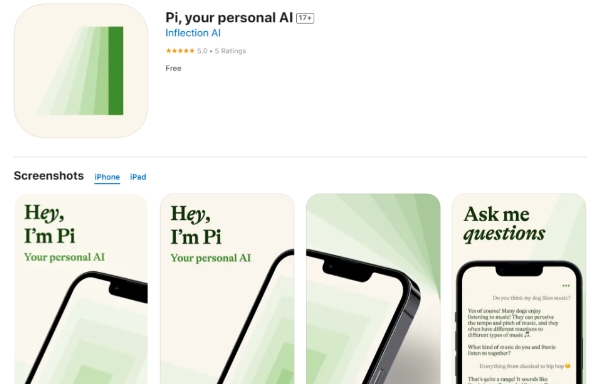 Pi, your personal AI 17+
Inflection AI
★★★★★ 5.0 • 5 Ratings
Free
Screenshots iPhone iPad
Hey,
I'm Pi
Your personal AI
Hey,
I'm Pi
Your personal AI
Ask me
questions
Do you think my dog likes music?
Yes of course! Many dogs enjoy
listening to music! They can perceive
the tempo and pitch of music, and they
often have different reactions to
different types of music 🎵.
What kind of music do you and
listen to together?
Everything from classical to hip hop 🧡
That's quite a range! It sounds like